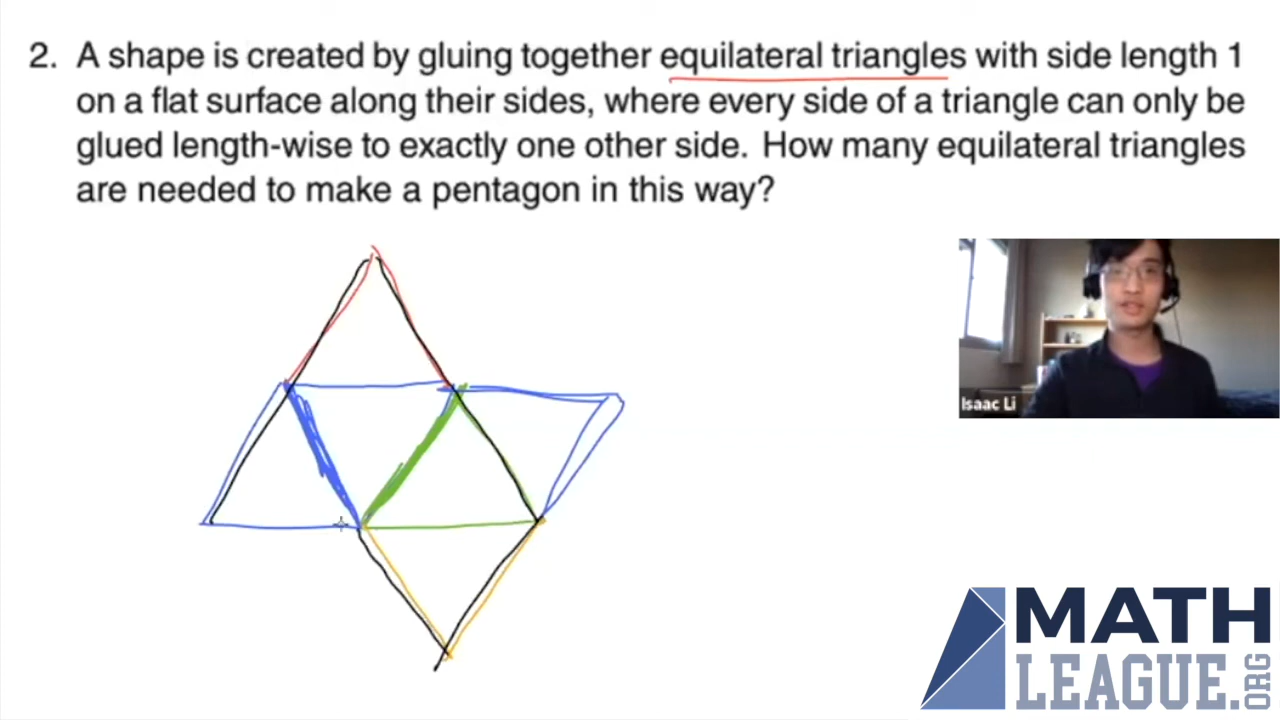 2. A shape is created by gluing together equilateral triangles with side length 1
on a flat surface along their sides, where every side of a triangle can only be
glued length-wise to exactly one other side. How many equilateral triangles
are needed to make a pentagon in this way?
Isaac Li
MATH
LEAGUE.ORG